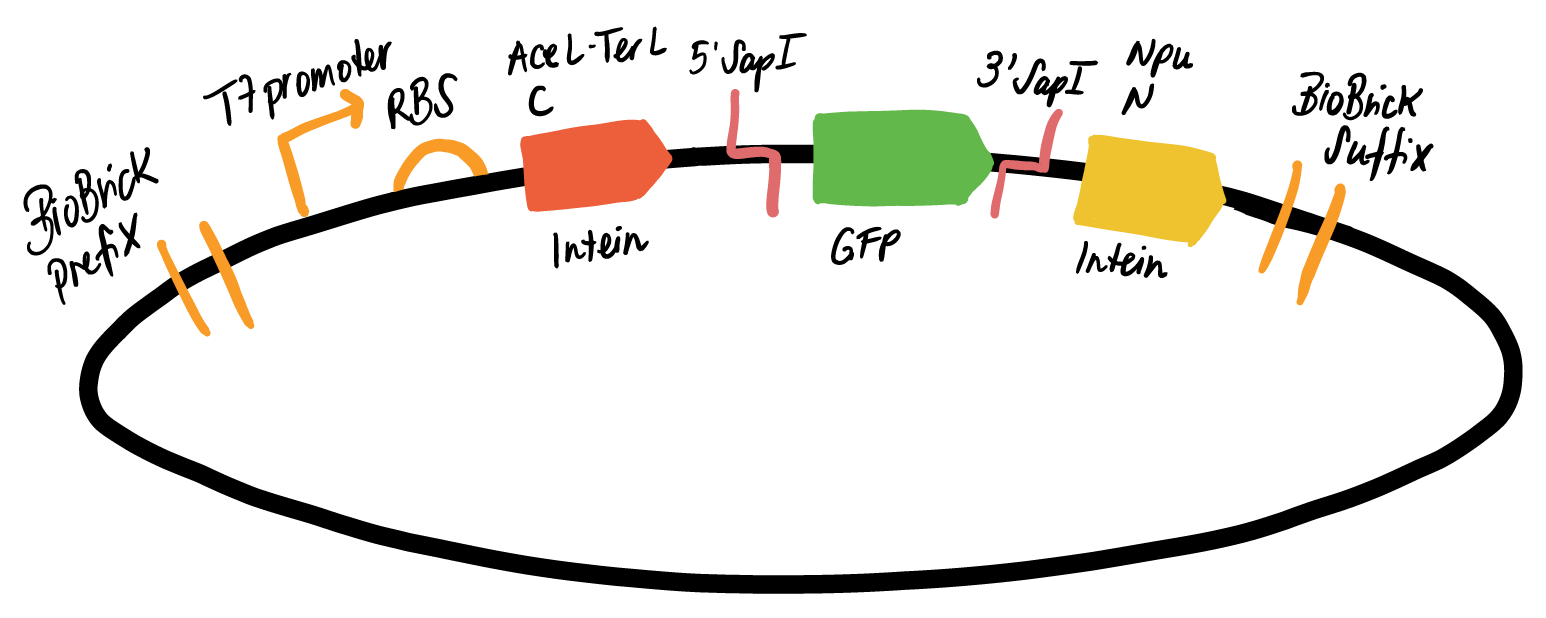 BioBrick
prefix
T7 promoter
RBS
AceL-TerL
C
Intein
5' SapI
GFP
3' SapI
Npu
N
Intein
BioBrick
Suffix